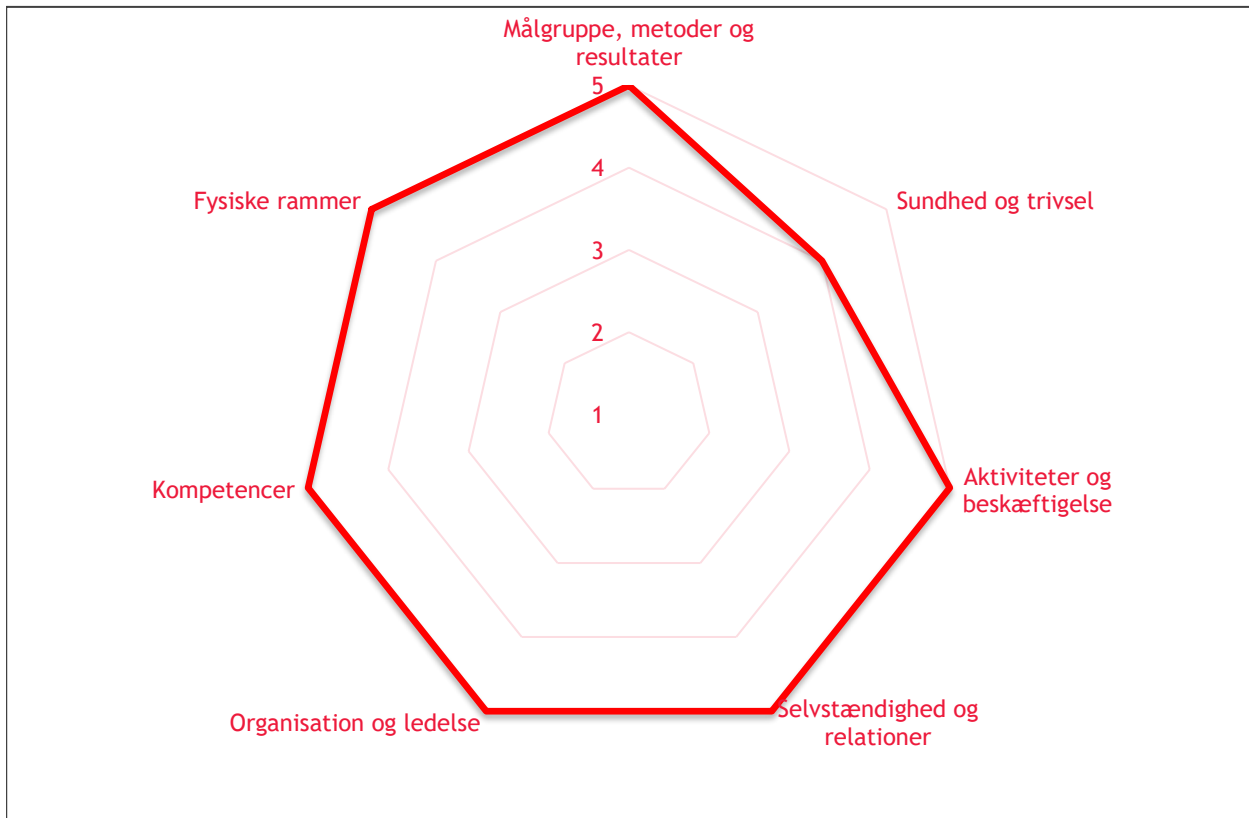 Målgruppe, metoder og
resultater
5
4
3
2
1
Sundhed og trivsel
Aktiviteter og
beskæftigelse
Selvstændighed og
relationer
Organisation og ledelse
Kompetencer
Fysiske rammer